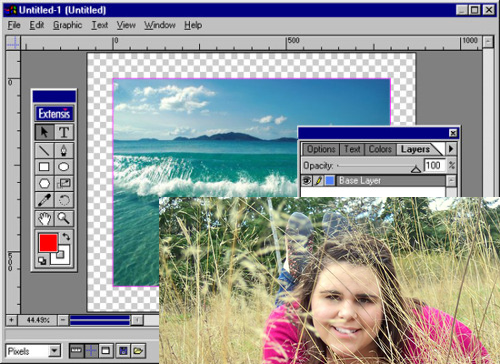 Untitled-1 (Untitled)
File Edit Graphic Text View Window Help
0 500 1000
0
Extensis
T
Options Text Colors Layers
Opacity: 100 %
Base Layer
500
44.49%
Pixels